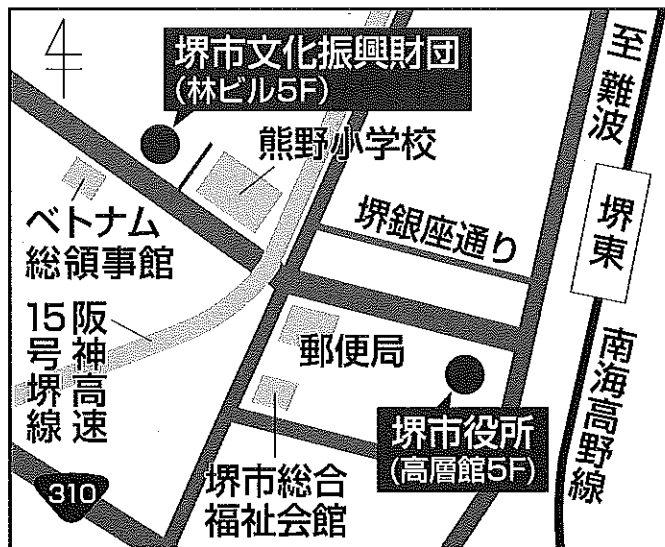 堺市文化振興財団
(林ビル5F)
熊野小学校
至 難波
堺東
堺銀座通り
ベトナム
総領事館
阪神高速
15号堺線
郵便局
堺市役所
(高層館5F)
南海高野線
堺市総合
福祉会館
310